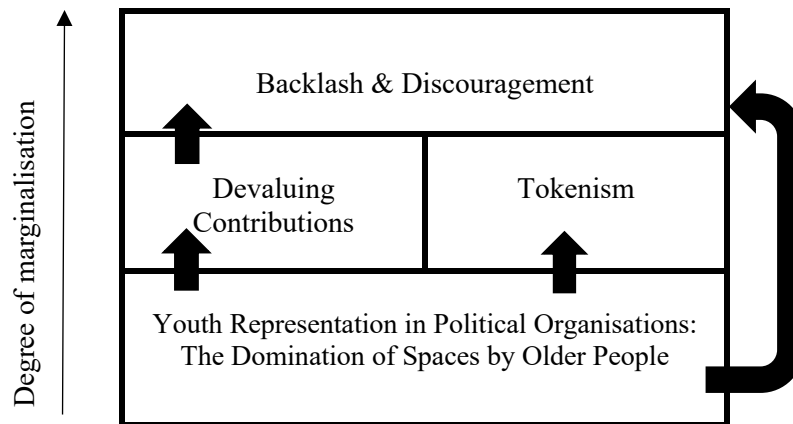 Degree of marginalisation
Backlash & Discouragement
Devaluing
Contributions
Tokenism
Youth Representation in Political Organisations:
The Domination of Spaces by Older People